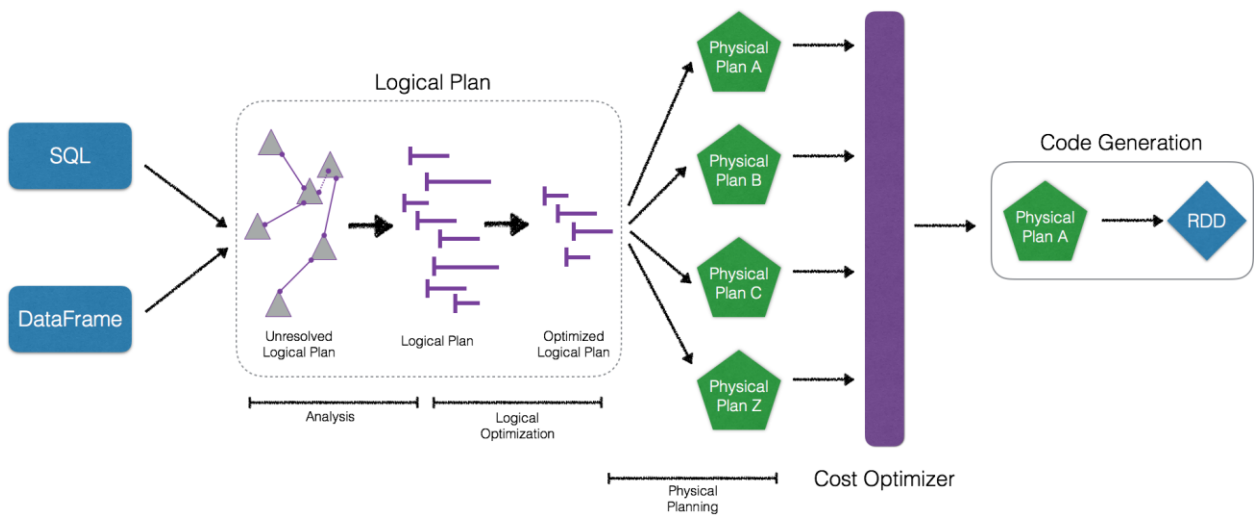 SQL
DataFrame
Logical Plan
Unresolved
Logical Plan
Logical Plan
Optimized
Logical Plan
Analysis
Logical
Optimization
Physical
Plan A
Physical
Plan B
Physical
Plan C
Physical
Plan Z
Physical
Planning
Cost Optimizer
Code Generation
Physical
Plan A
RDD